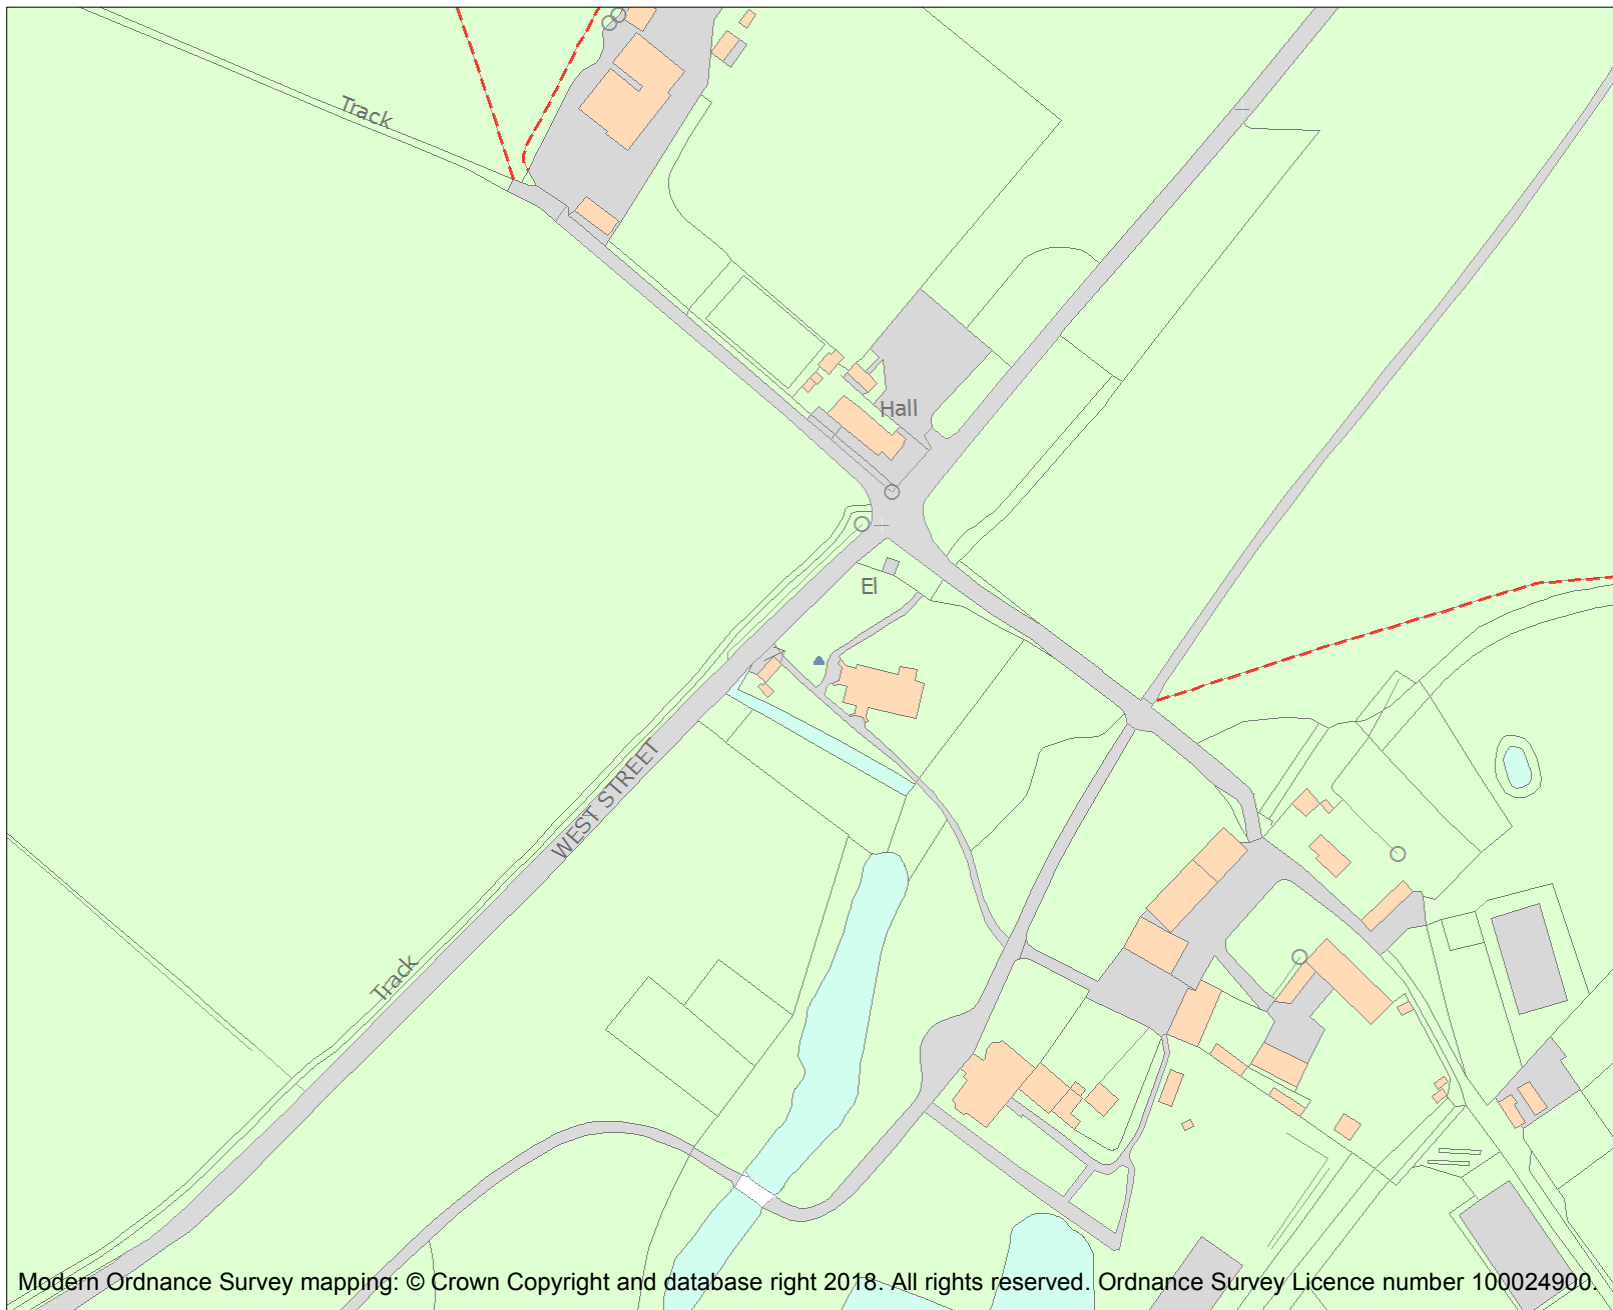 Track
Hall
El
WEST STREET
Track
Modern Ordnance Survey mapping: © Crown Copyright and database right 2018. All rights reserved. Ordnance Survey Licence number 100024900.